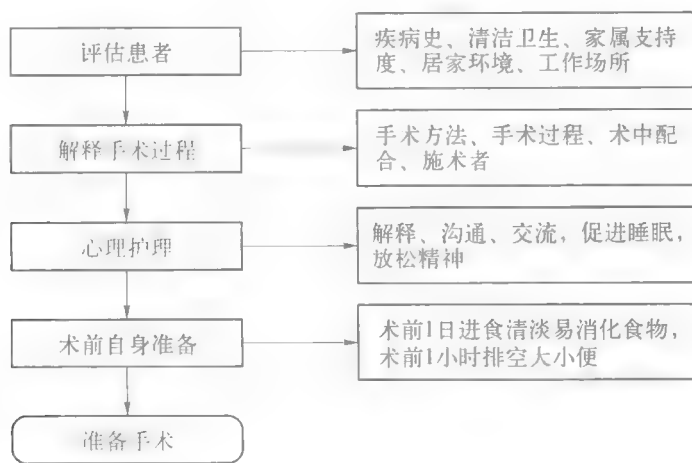 评估患者
疾病史、清洁卫生、家属支持
度、居家环境、工作场所
解释手术过程
手术方法、手术过程、术中配
合、施术者
心理护理
解释、沟通、交流，促进睡眠，
放松精神
术前自身准备
术前1日进食清淡易消化食物，
术前1小时排空大小便
准备手术